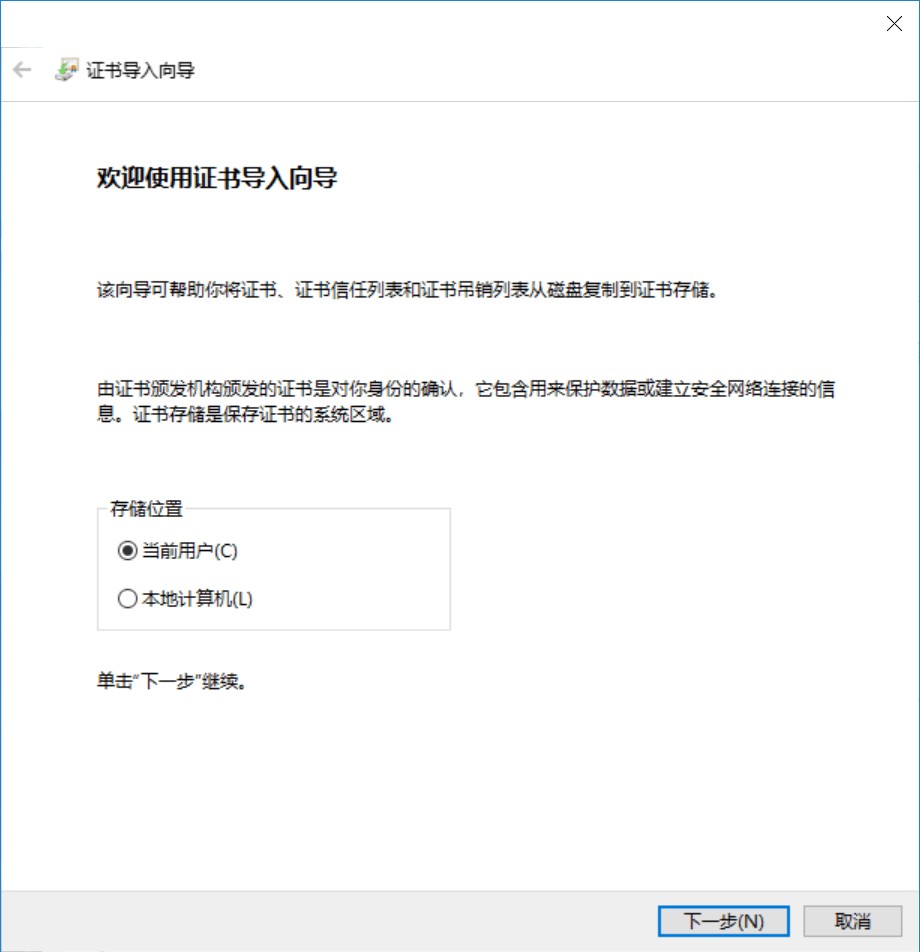 证书导入向导
欢迎使用证书导入向导
该向导可帮助你将证书、证书信任列表和证书吊销列表从磁盘复制到证书存储。
由证书颁发机构颁发的证书是对你身份的确认，它包含用来保护数据或建立安全网络连接的信
息。证书存储是保存证书的系统区域。
存储位置
当前用户(C)
本地计算机(L)
单击“下一步”继续。
下一步(N)
取消